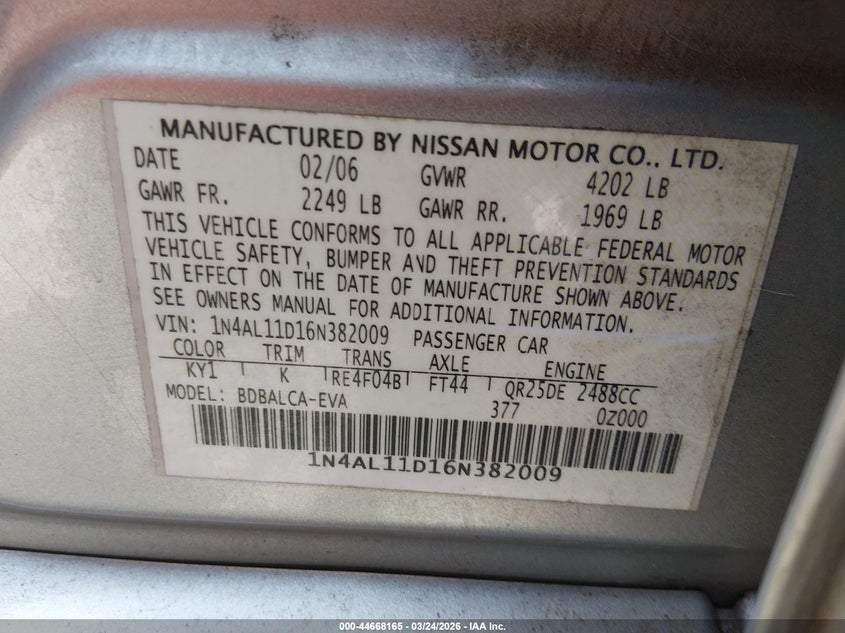 MANUFACTURED BY NISSAN MOTOR CO., LTD.
DATE 02/06 GVWR 4202 LB
GAWR FR. 2249 LB GAWR RR. 1969 LB
THIS VEHICLE CONFORMS TO ALL APPLICABLE FEDERAL MOTOR
VEHICLE SAFETY, BUMPER AND THEFT PREVENTION STANDARDS
IN EFFECT ON THE DATE OF MANUFACTURE SHOWN ABOVE.
SEE OWNERS MANUAL FOR ADDITIONAL INFORMATION.
VIN: 1N4AL11D16N382009 PASSENGER CAR
COLOR TRIM TRANS AXLE ENGINE
KY1 K RE4F04B FT44 QR25DE 2488CC
MODEL: BDBALCA-EVA 377 0Z000
1N4AL11D16N382009
000-44668165 - 03/24/2026 - IAA Inc.